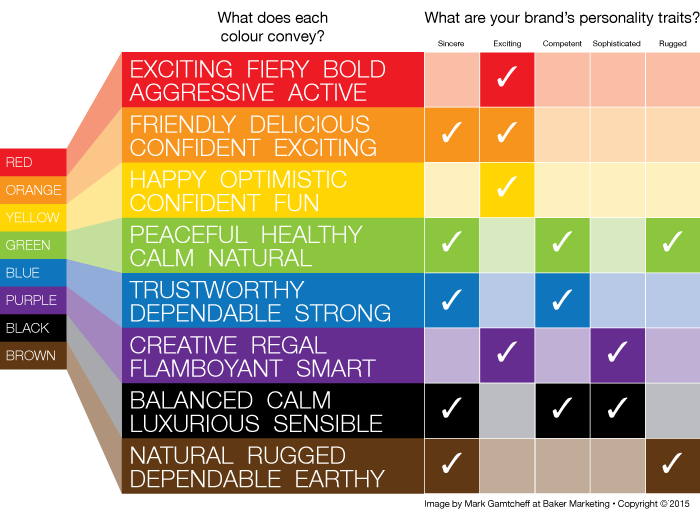 What does each
colour convey?
What are your brand's personality traits?
Sincere Exciting Competent Sophisticated Rugged
RED
ORANGE
YELLOW
GREEN
BLUE
PURPLE
BLACK
BROWN
EXCITING FIERY BOLD
AGGRESSIVE ACTIVE
FRIENDLY DELICIOUS
CONFIDENT EXCITING
HAPPY OPTIMISTIC
CONFIDENT FUN
PEACEFUL HEALTHY
CALM NATURAL
TRUSTWORTHY
DEPENDABLE STRONG
CREATIVE REGAL
FLAMBOYANT SMART
BALANCED CALM
LUXURIOUS SENSIBLE
NATURAL RUGGED
DEPENDABLE EARTHY
Image by Mark Gamtcheff at Baker Marketing • Copyright © 2015